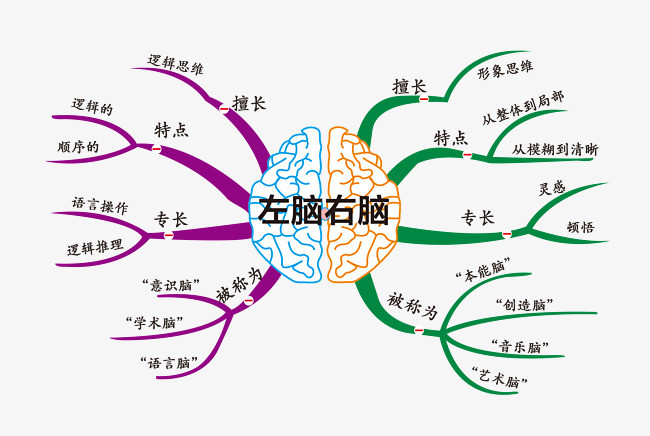 左脑右脑
擅长
逻辑思维
特点
逻辑的
顺序的
专长
语言操作
逻辑推理
被称为
“意识脑”
“学术脑”
“语言脑”
擅长
形象思维
特点
从整体到局部
从模糊到清晰
专长
灵感
顿悟
被称为
“本能脑”
“创造脑”
“音乐脑”
“艺术脑”